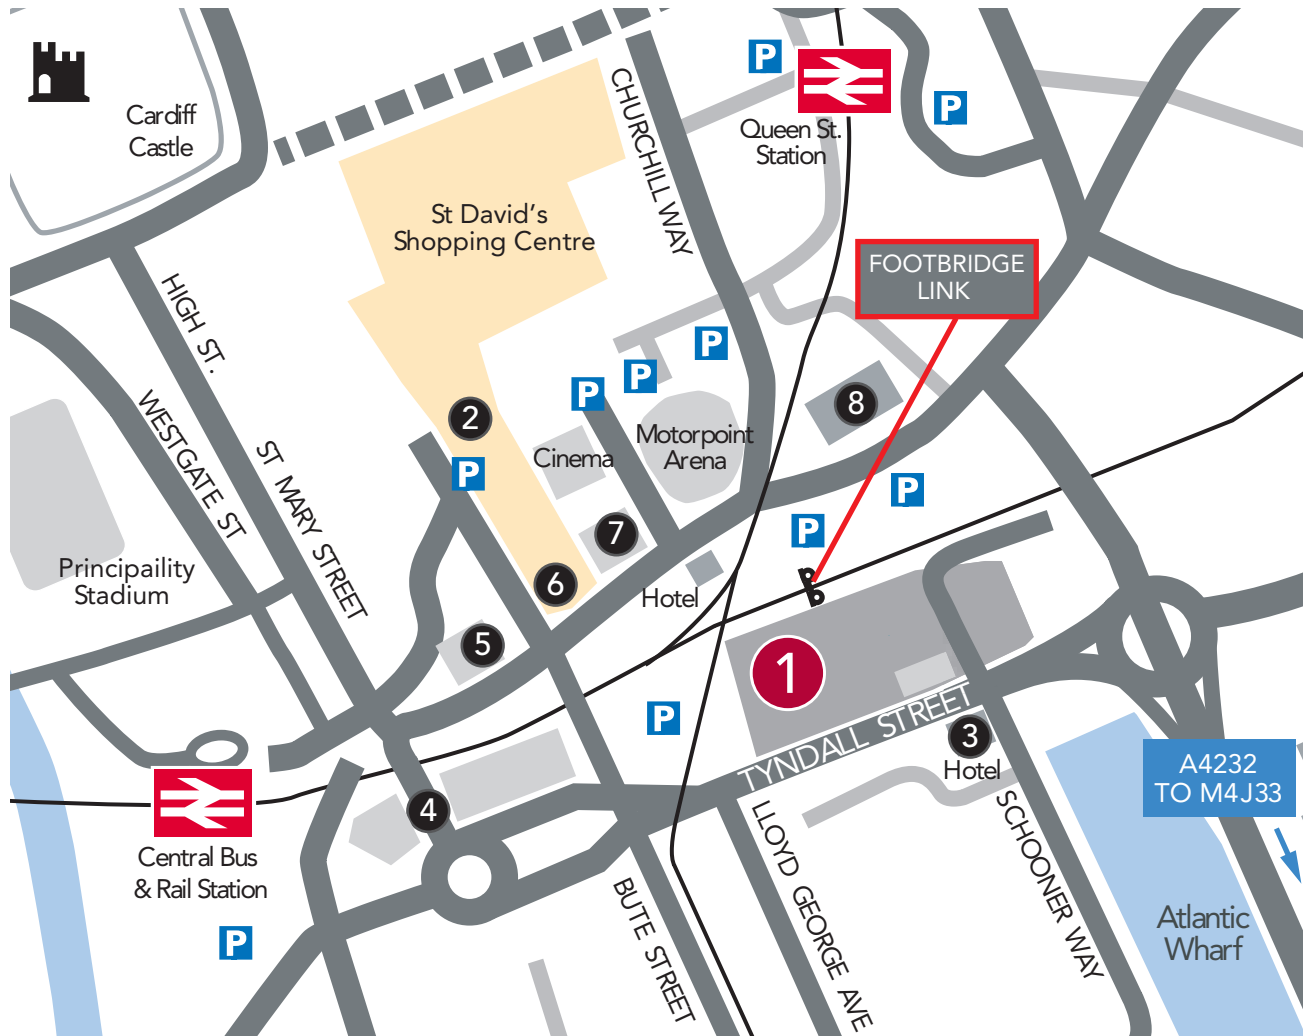 P
Cardiff
Castle
CHURCHILL WAY
Queen St.
Station
P
St David's
Shopping Centre
FOOTBRIDGE
LINK
HIGH ST.
P
P
P
WESTGATE ST
ST MARY STREET
2
8
Motorpoint
Arena
Cinema
P
P
7
P
Principaility
Stadium
6
Hotel
5
1
P
TYNDALL STREET
3
Hotel
A4232
TO M4J33
4
LLOYD GEORGE AVE
SCHOONER WAY
Central Bus
& Rail Station
BUTE STREET
Atlantic
Wharf
P